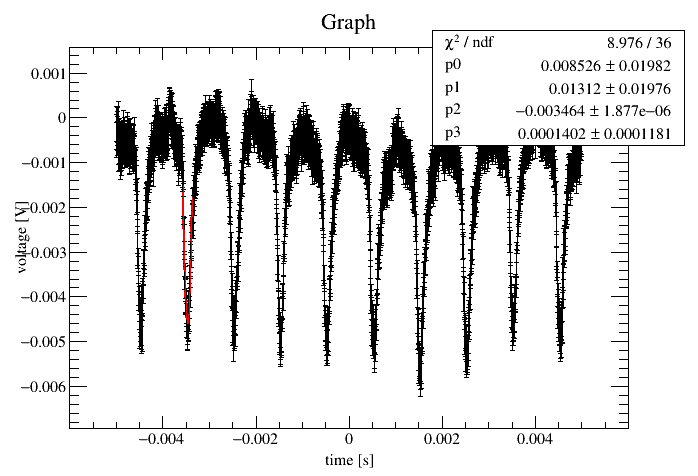 Graph
χ² / ndf 8.976 / 36
p0 0.008526 ± 0.01982
p1 0.01312 ± 0.01976
p2 −0.003464 ± 1.877e−06
p3 0.0001402 ± 0.0001181
voltage [V]
0.001
0
−0.001
−0.002
−0.003
−0.004
−0.005
−0.006
−0.004 −0.002 0 0.002 0.004
time [s]